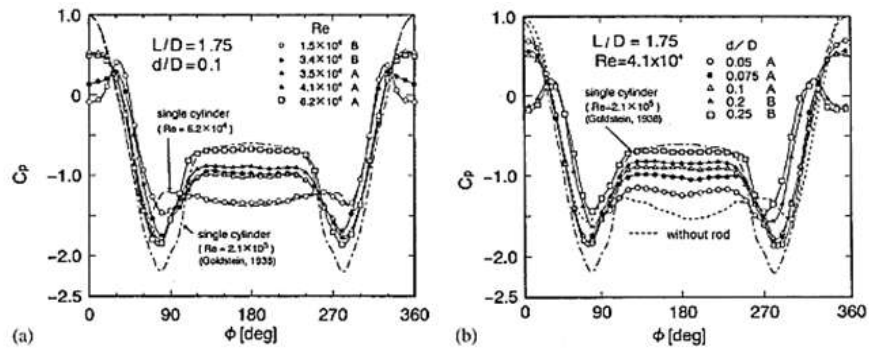 1.0
0
-1.0
-2.0
-2.5
Cp
L/D=1.75
d/D=0.1
Re
1.5×10⁴ B
3.4×10⁴ B
3.5×10⁴ A
4.1×10⁴ A
6.2×10⁴ A
single cylinder
(Re=6.2×10⁴)
single cylinder
(Re=2.1×10⁵)
(Goldstein, 1938)
0 90 180 270 360
(a)
ϕ [deg]
1.0
0
-1.0
-2.0
-2.5
Cp
L/D=1.75
Re=4.1x10⁴
d/D
0.05 A
0.075 A
0.1 A
0.2 B
0.25 B
single cylinder
(Re=2.1×10⁵)
(Goldstein, 1938)
without rod
0 90 180 270 360
(b)
ϕ [deg]